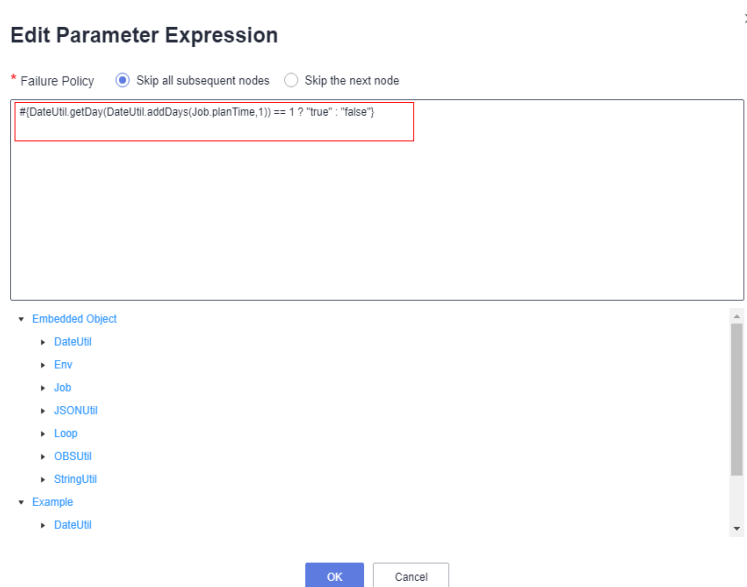 Edit Parameter Expression
* Failure Policy Skip all subsequent nodes Skip the next node
#{DateUtil.getDay(DateUtil.addDays(Job.planTime,1)) == 1 ? "true" : "false"}
Embedded Object
DateUtil
Env
Job
JSONUtil
Loop
OBSUtil
StringUtil
Example
DateUtil
OK Cancel